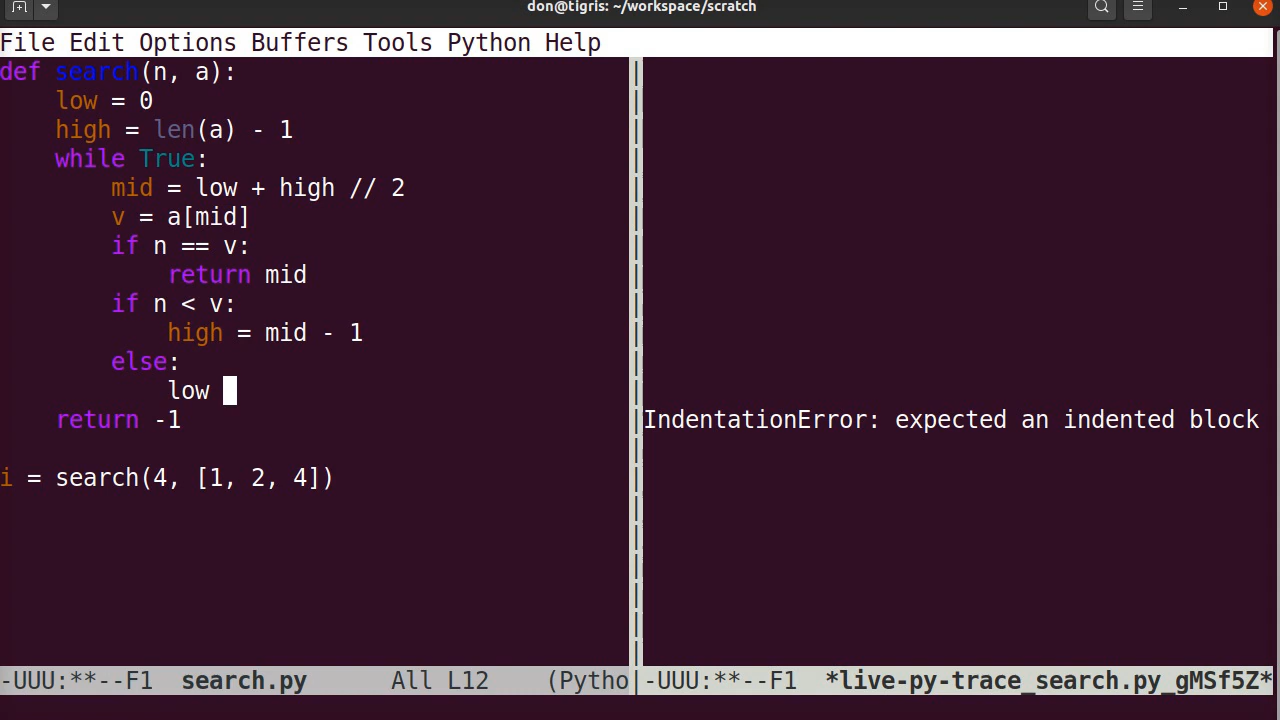 don@tigris: ~/workspace/scratch
File Edit Options Buffers Tools Python Help
def search(n, a):
    low = 0
    high = len(a) - 1
    while True:
        mid = low + high // 2
        v = a[mid]
        if n == v:
            return mid
        if n < v:
            high = mid - 1
        else:
            low
    return -1
i = search(4, [1, 2, 4])
IndentationError: expected an indented block
-UUU:**--F1  search.py      All L12    (Pytho
-UUU:**--F1  *live-py-trace_search.py_gMSf5Z*